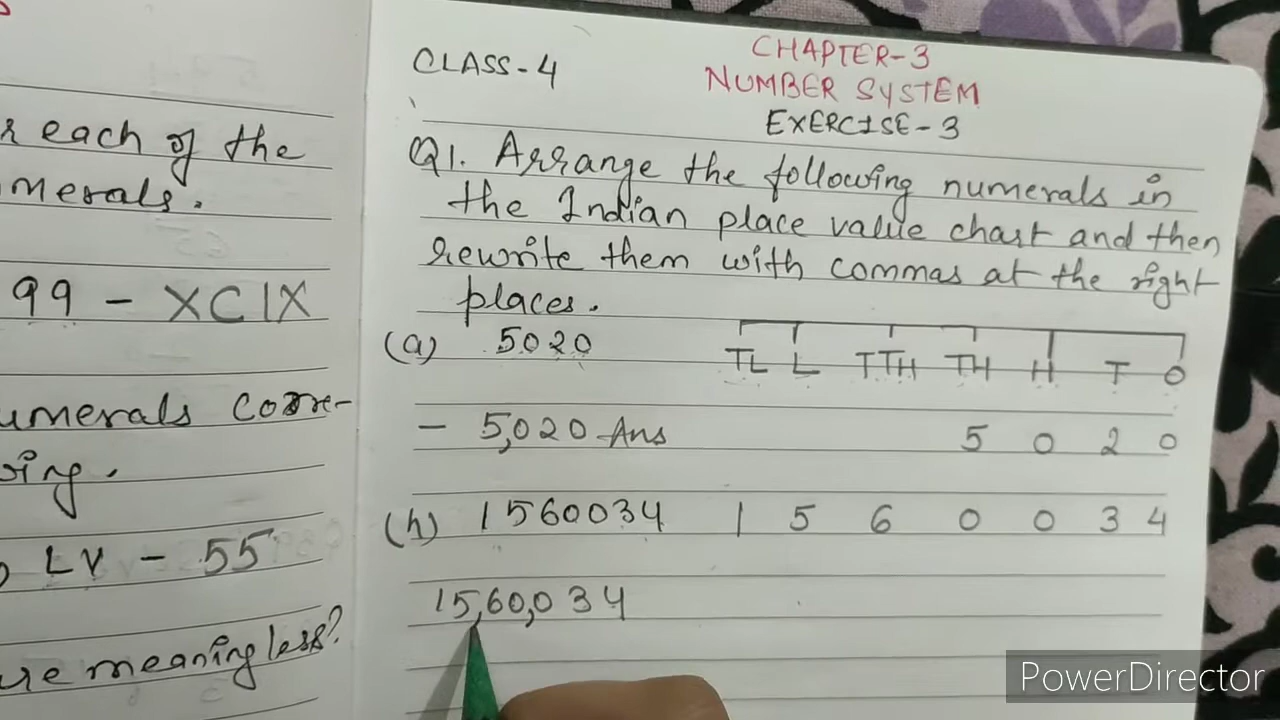 r each of the
merals.
99 - XCIX
umerals corre-
ring.
LV - 55
re meaningless?
CLASS-4
CHAPTER-3
NUMBER SYSTEM
EXERCISE-3
Q1. Arrange the following numerals in
the Indian place value chart and then
rewrite them with commas at the right
places.
(a) 5020 TL L TTH TH H T O
- 5,020 Ans 5 0 2 0
(h) 1560034 1 5 6 0 0 3 4
15,60,034
PowerDirector